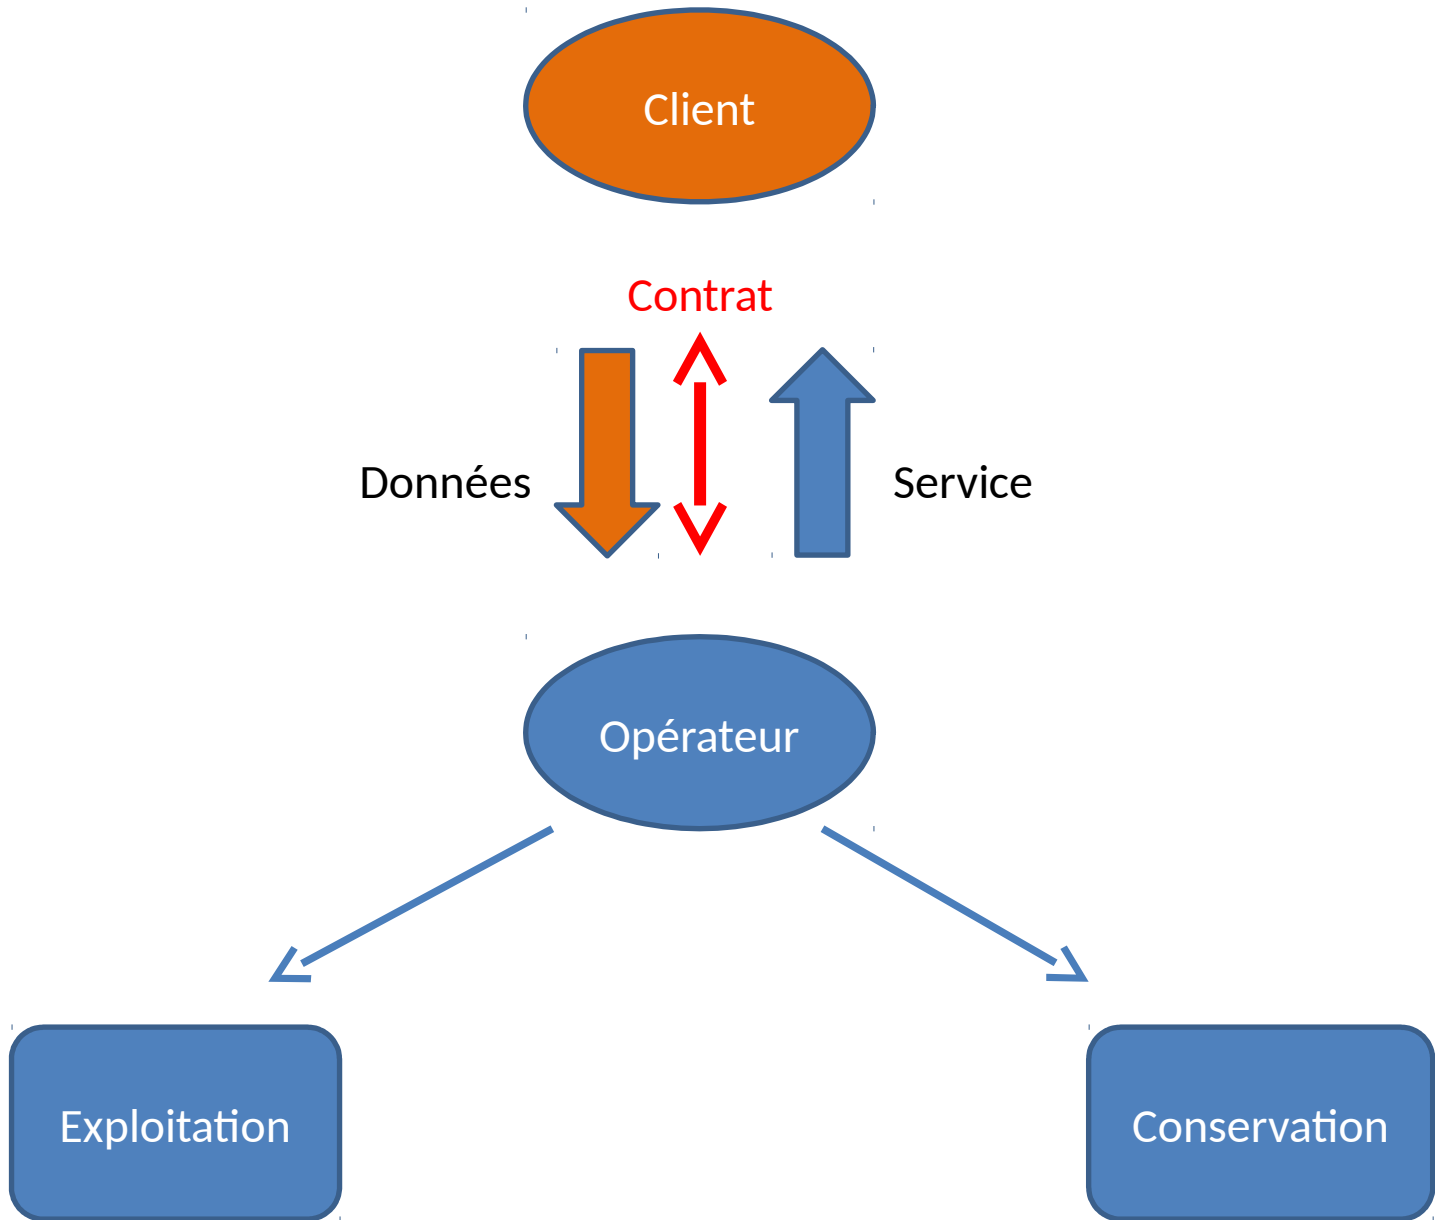 Client
Contrat
Données
Service
Opérateur
Exploitation
Conservation